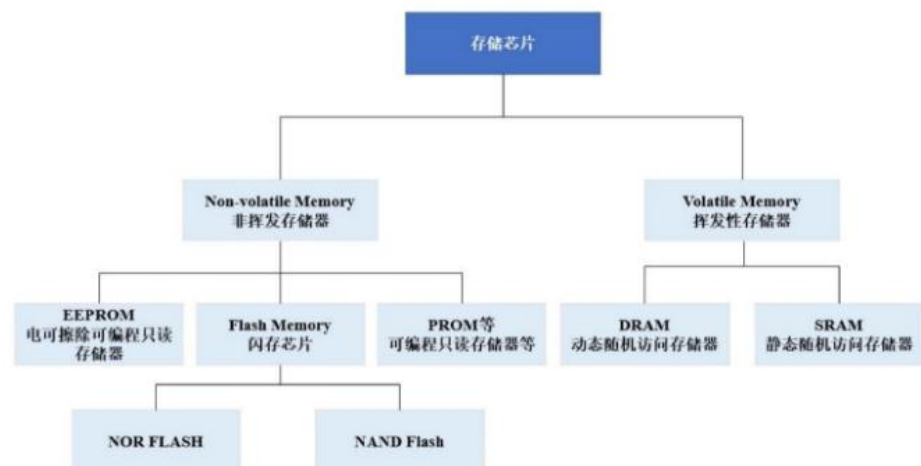 存储芯片
Non-volatile Memory
非挥发存储器
Volatile Memory
挥发性存储器
EEPROM
电可擦除可编程只读
存储器
Flash Memory
闪存芯片
PROM等
可编程只读存储器等
DRAM
动态随机访问存储器
SRAM
静态随机访问存储器
NOR FLASH
NAND Flash